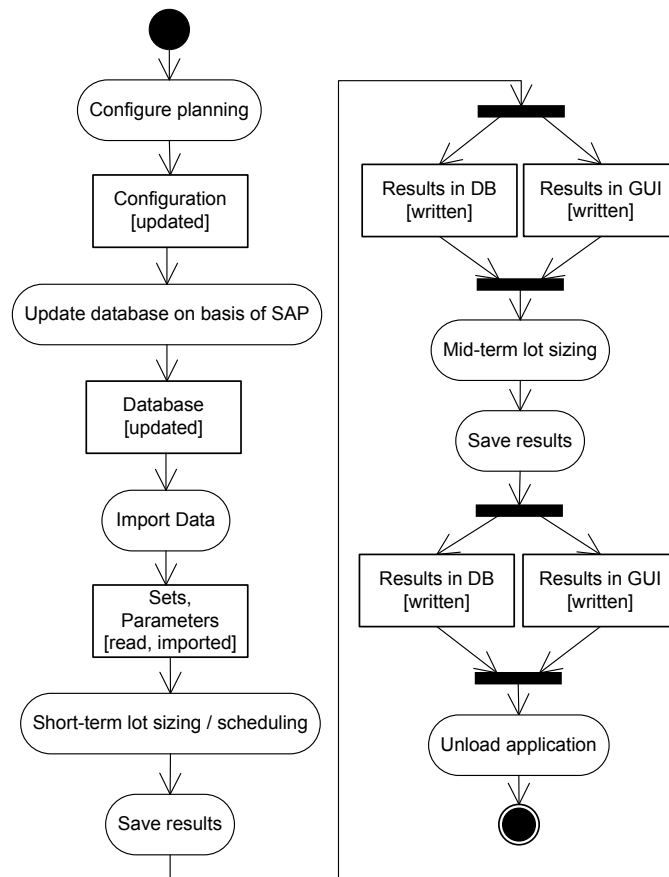 Configure planning
Configuration
[updated]
Update database on basis of SAP
Database
[updated]
Import Data
Sets,
Parameters
[read, imported]
Short-term lot sizing / scheduling
Save results
Results in DB
[written]
Results in GUI
[written]
Mid-term lot sizing
Save results
Results in DB
[written]
Results in GUI
[written]
Unload application